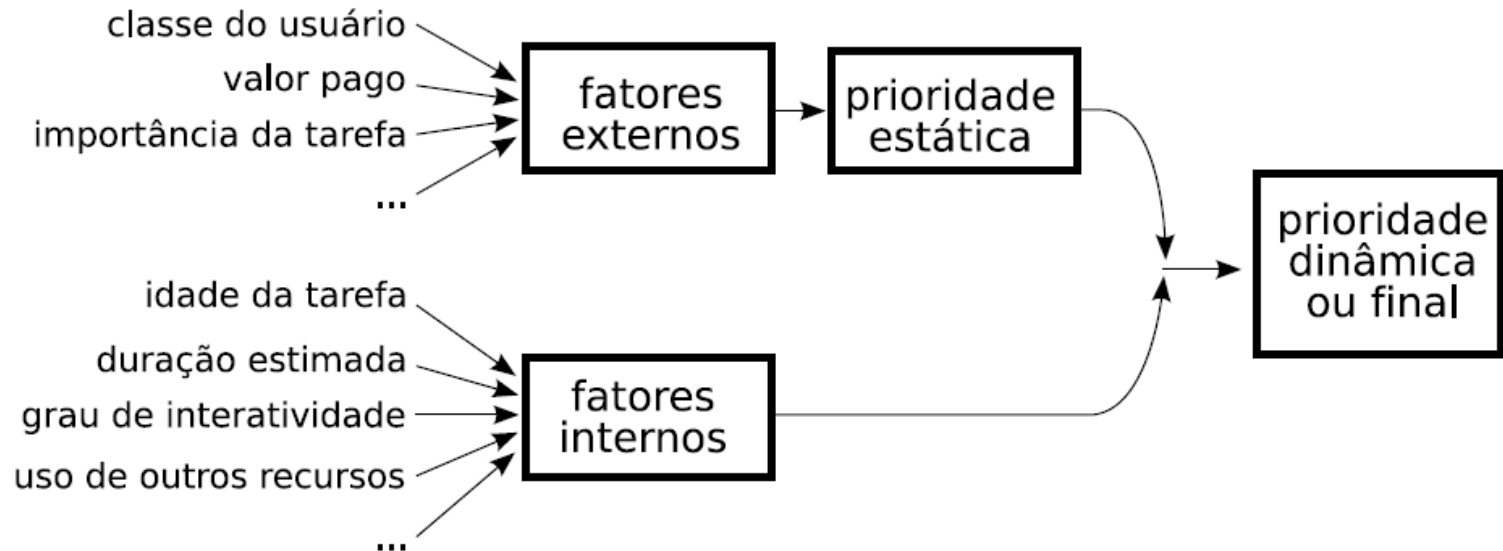 classe do usuário
valor pago
importância da tarefa
...
fatores
externos
prioridade
estática
idade da tarefa
duração estimada
grau de interatividade
uso de outros recursos
...
fatores
internos
prioridade
dinâmica
ou final